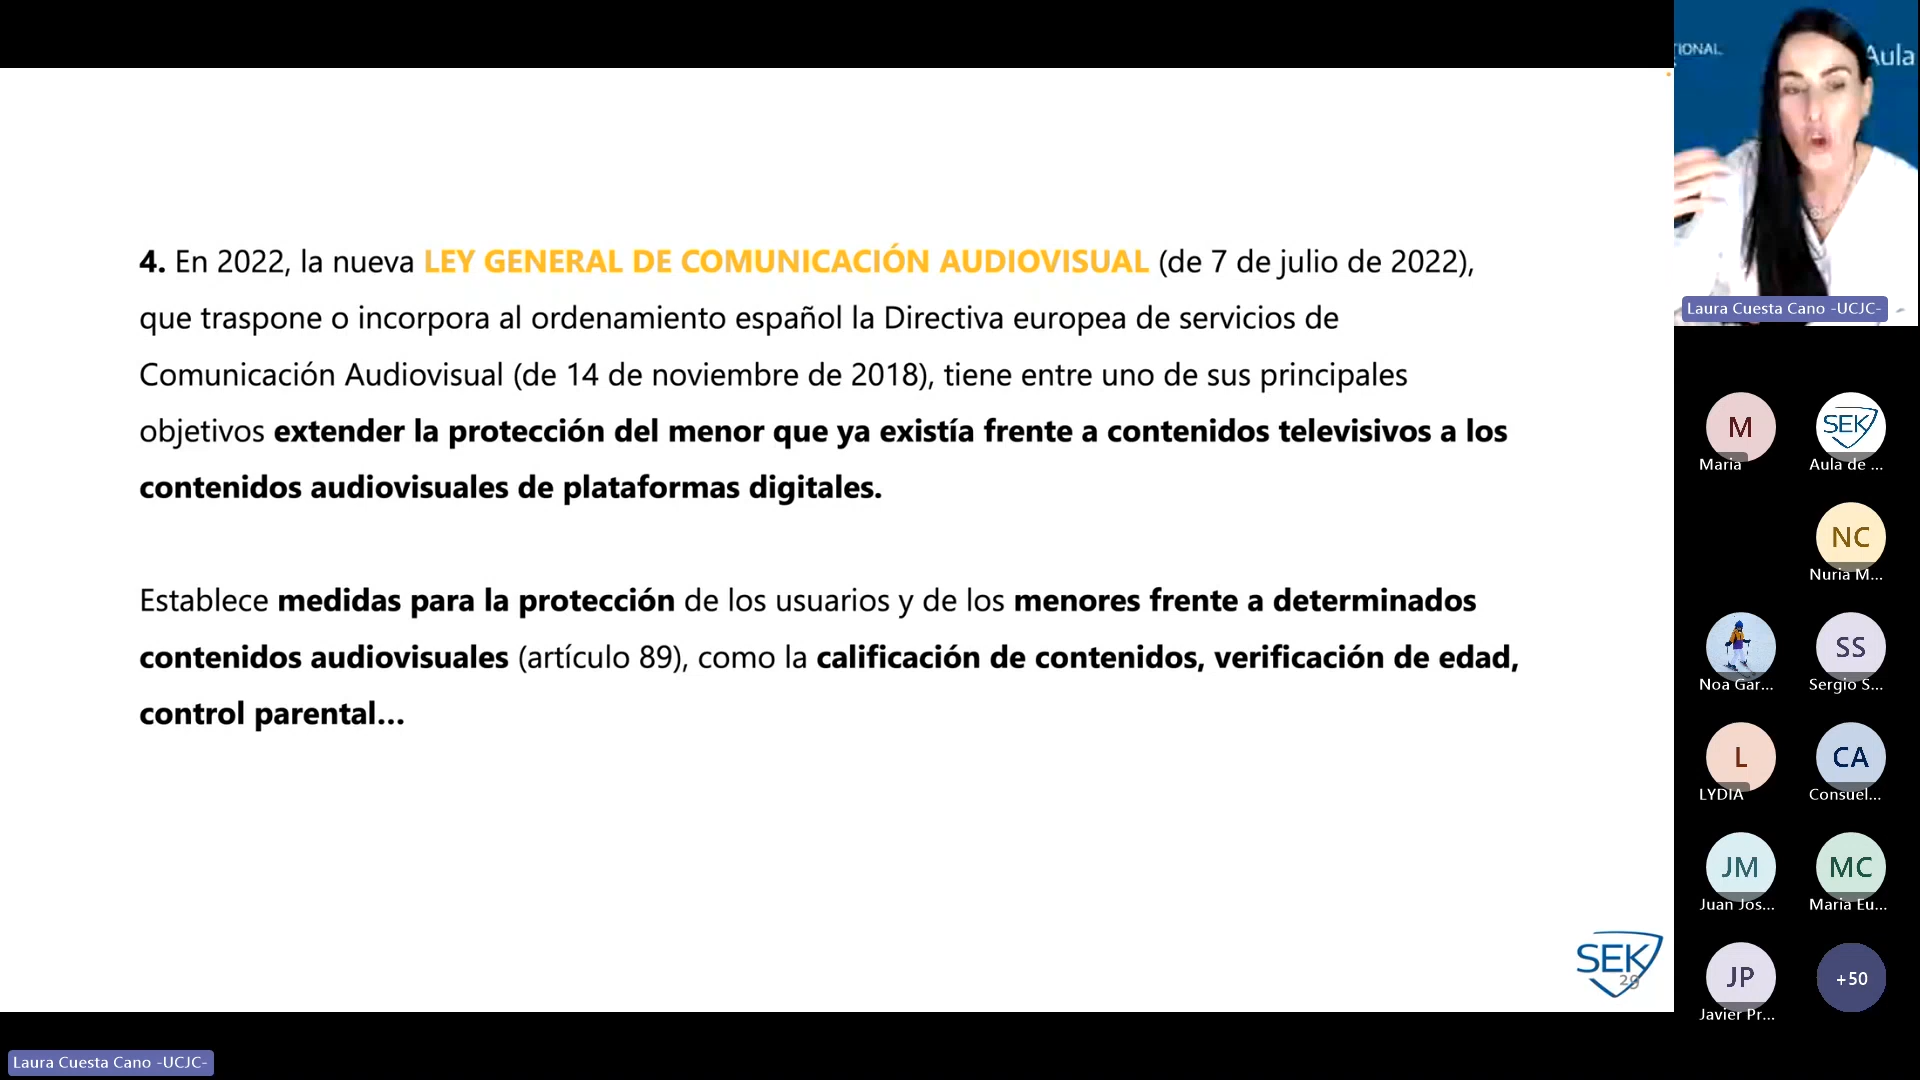 TIONAL
Aula
4. En 2022, la nueva LEY GENERAL DE COMUNICACIÓN AUDIOVISUAL (de 7 de julio de 2022),
que traspone o incorpora al ordenamiento español la Directiva europea de servicios de
Comunicación Audiovisual (de 14 de noviembre de 2018), tiene entre uno de sus principales
objetivos extender la protección del menor que ya existía frente a contenidos televisivos a los
contenidos audiovisuales de plataformas digitales.
Establece medidas para la protección de los usuarios y de los menores frente a determinados
contenidos audiovisuales (artículo 89), como la calificación de contenidos, verificación de edad,
control parental...
SEK
29
Laura Cuesta Cano -UCJC-
M
Maria
SEK
Aula de ...
NC
Nuria M...
Noa Gar...
SS
Sergio S...
L
LYDIA
CA
Consuel...
JM
Juan Jos...
MC
Maria Eu...
JP
Javier Pr...
+50
Laura Cuesta Cano -UCJC-